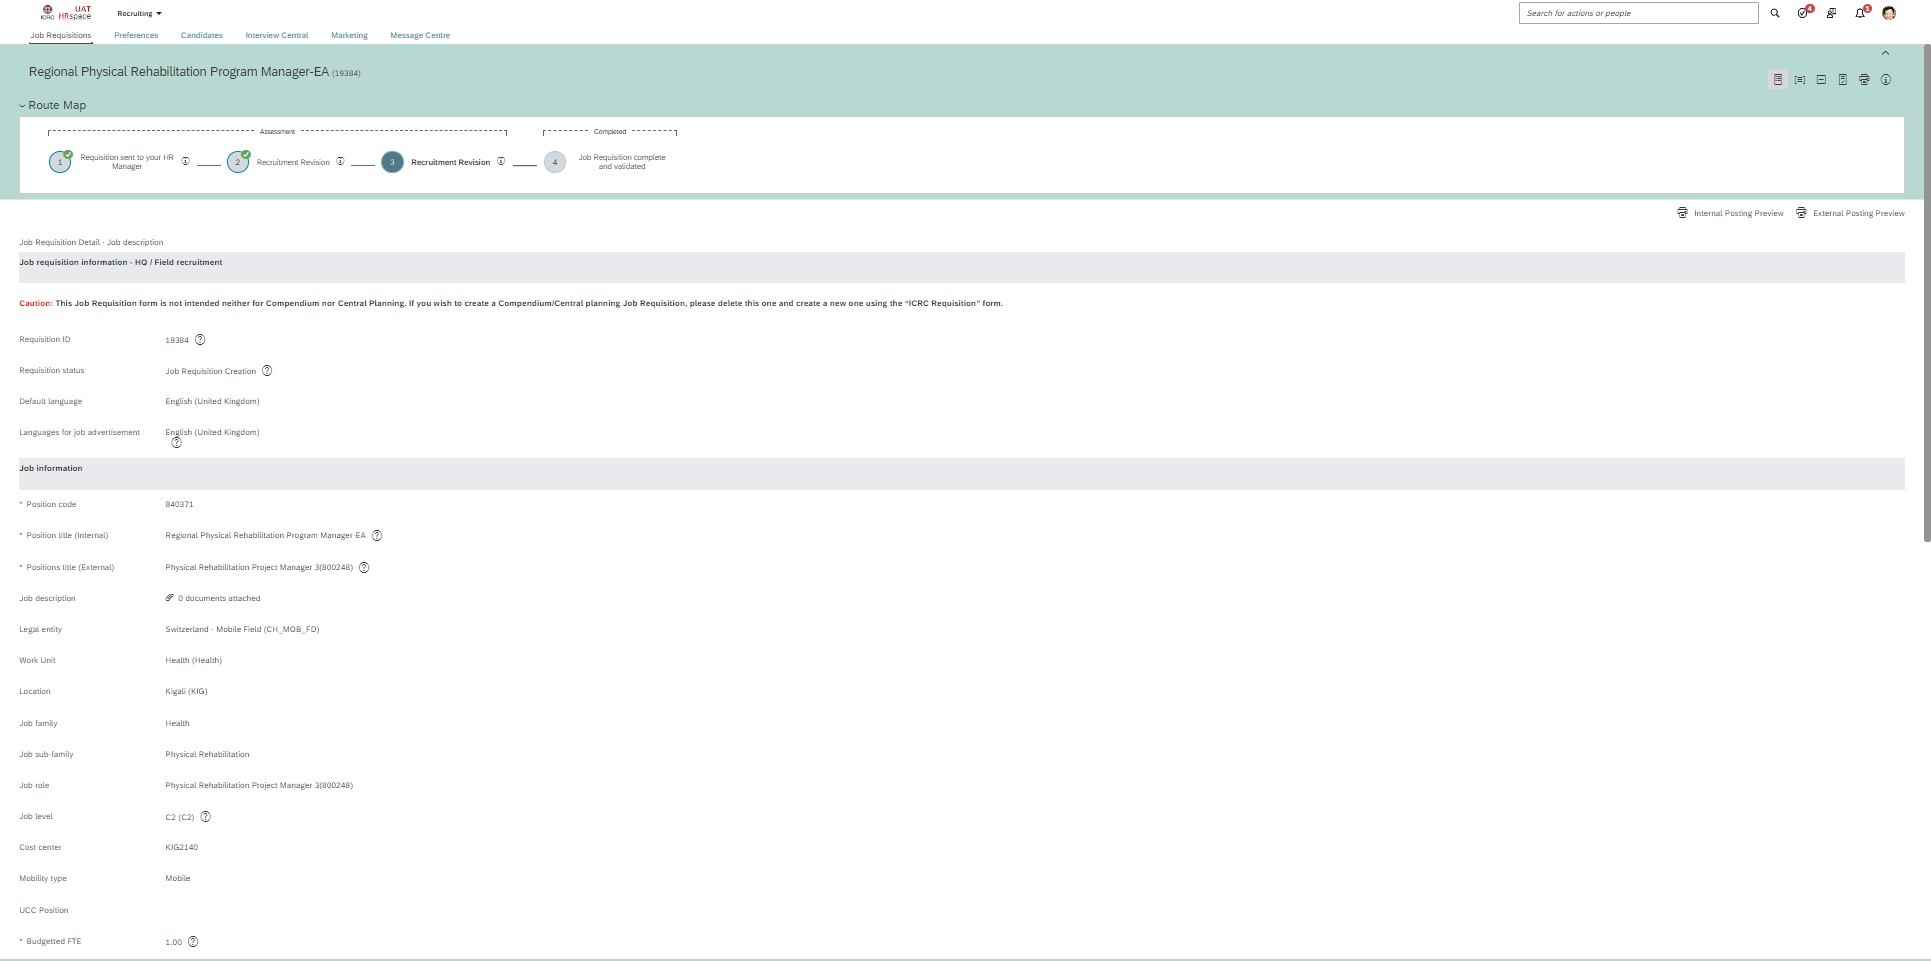 ICRC
UAT
HRspace
Recruiting
Search for actions or people
4
1
Job Requisitions
Preferences
Candidates
Interview Central
Marketing
Message Centre
Regional Physical Rehabilitation Program Manager-EA (19384)
Route Map
Assessment
Completed
1
Requisition sent to your HR
Manager
2
Recruitment Revision
3
Recruitment Revision
4
Job Requisition complete
and validated
Internal Posting Preview
External Posting Preview
Job Requisition Detail - Job description
Job requisition information - HQ / Field recruitment
Caution: This Job Requisition form is not intended neither for Compendium nor Central Planning. If you wish to create a Compendium/Central planning Job Requisition, please delete this one and create a new one using the "ICRC Requisition" form.
Requisition ID
19384
Requisition status
Job Requisition Creation
Default language
English (United Kingdom)
Languages for job advertisement
English (United Kingdom)
Job information
* Position code
840371
* Position title (Internal)
Regional Physical Rehabilitation Program Manager-EA
* Positions title (External)
Physical Rehabilitation Project Manager 3(800248)
Job description
0 documents attached
Legal entity
Switzerland - Mobile Field (CH_MOB_FD)
Work Unit
Health (Health)
Location
Kigali (KIG)
Job family
Health
Job sub-family
Physical Rehabilitation
Job role
Physical Rehabilitation Project Manager 3(800248)
Job level
C2 (C2)
Cost center
KIG2140
Mobility type
Mobile
UCC Position
* Budgetted FTE
1.00